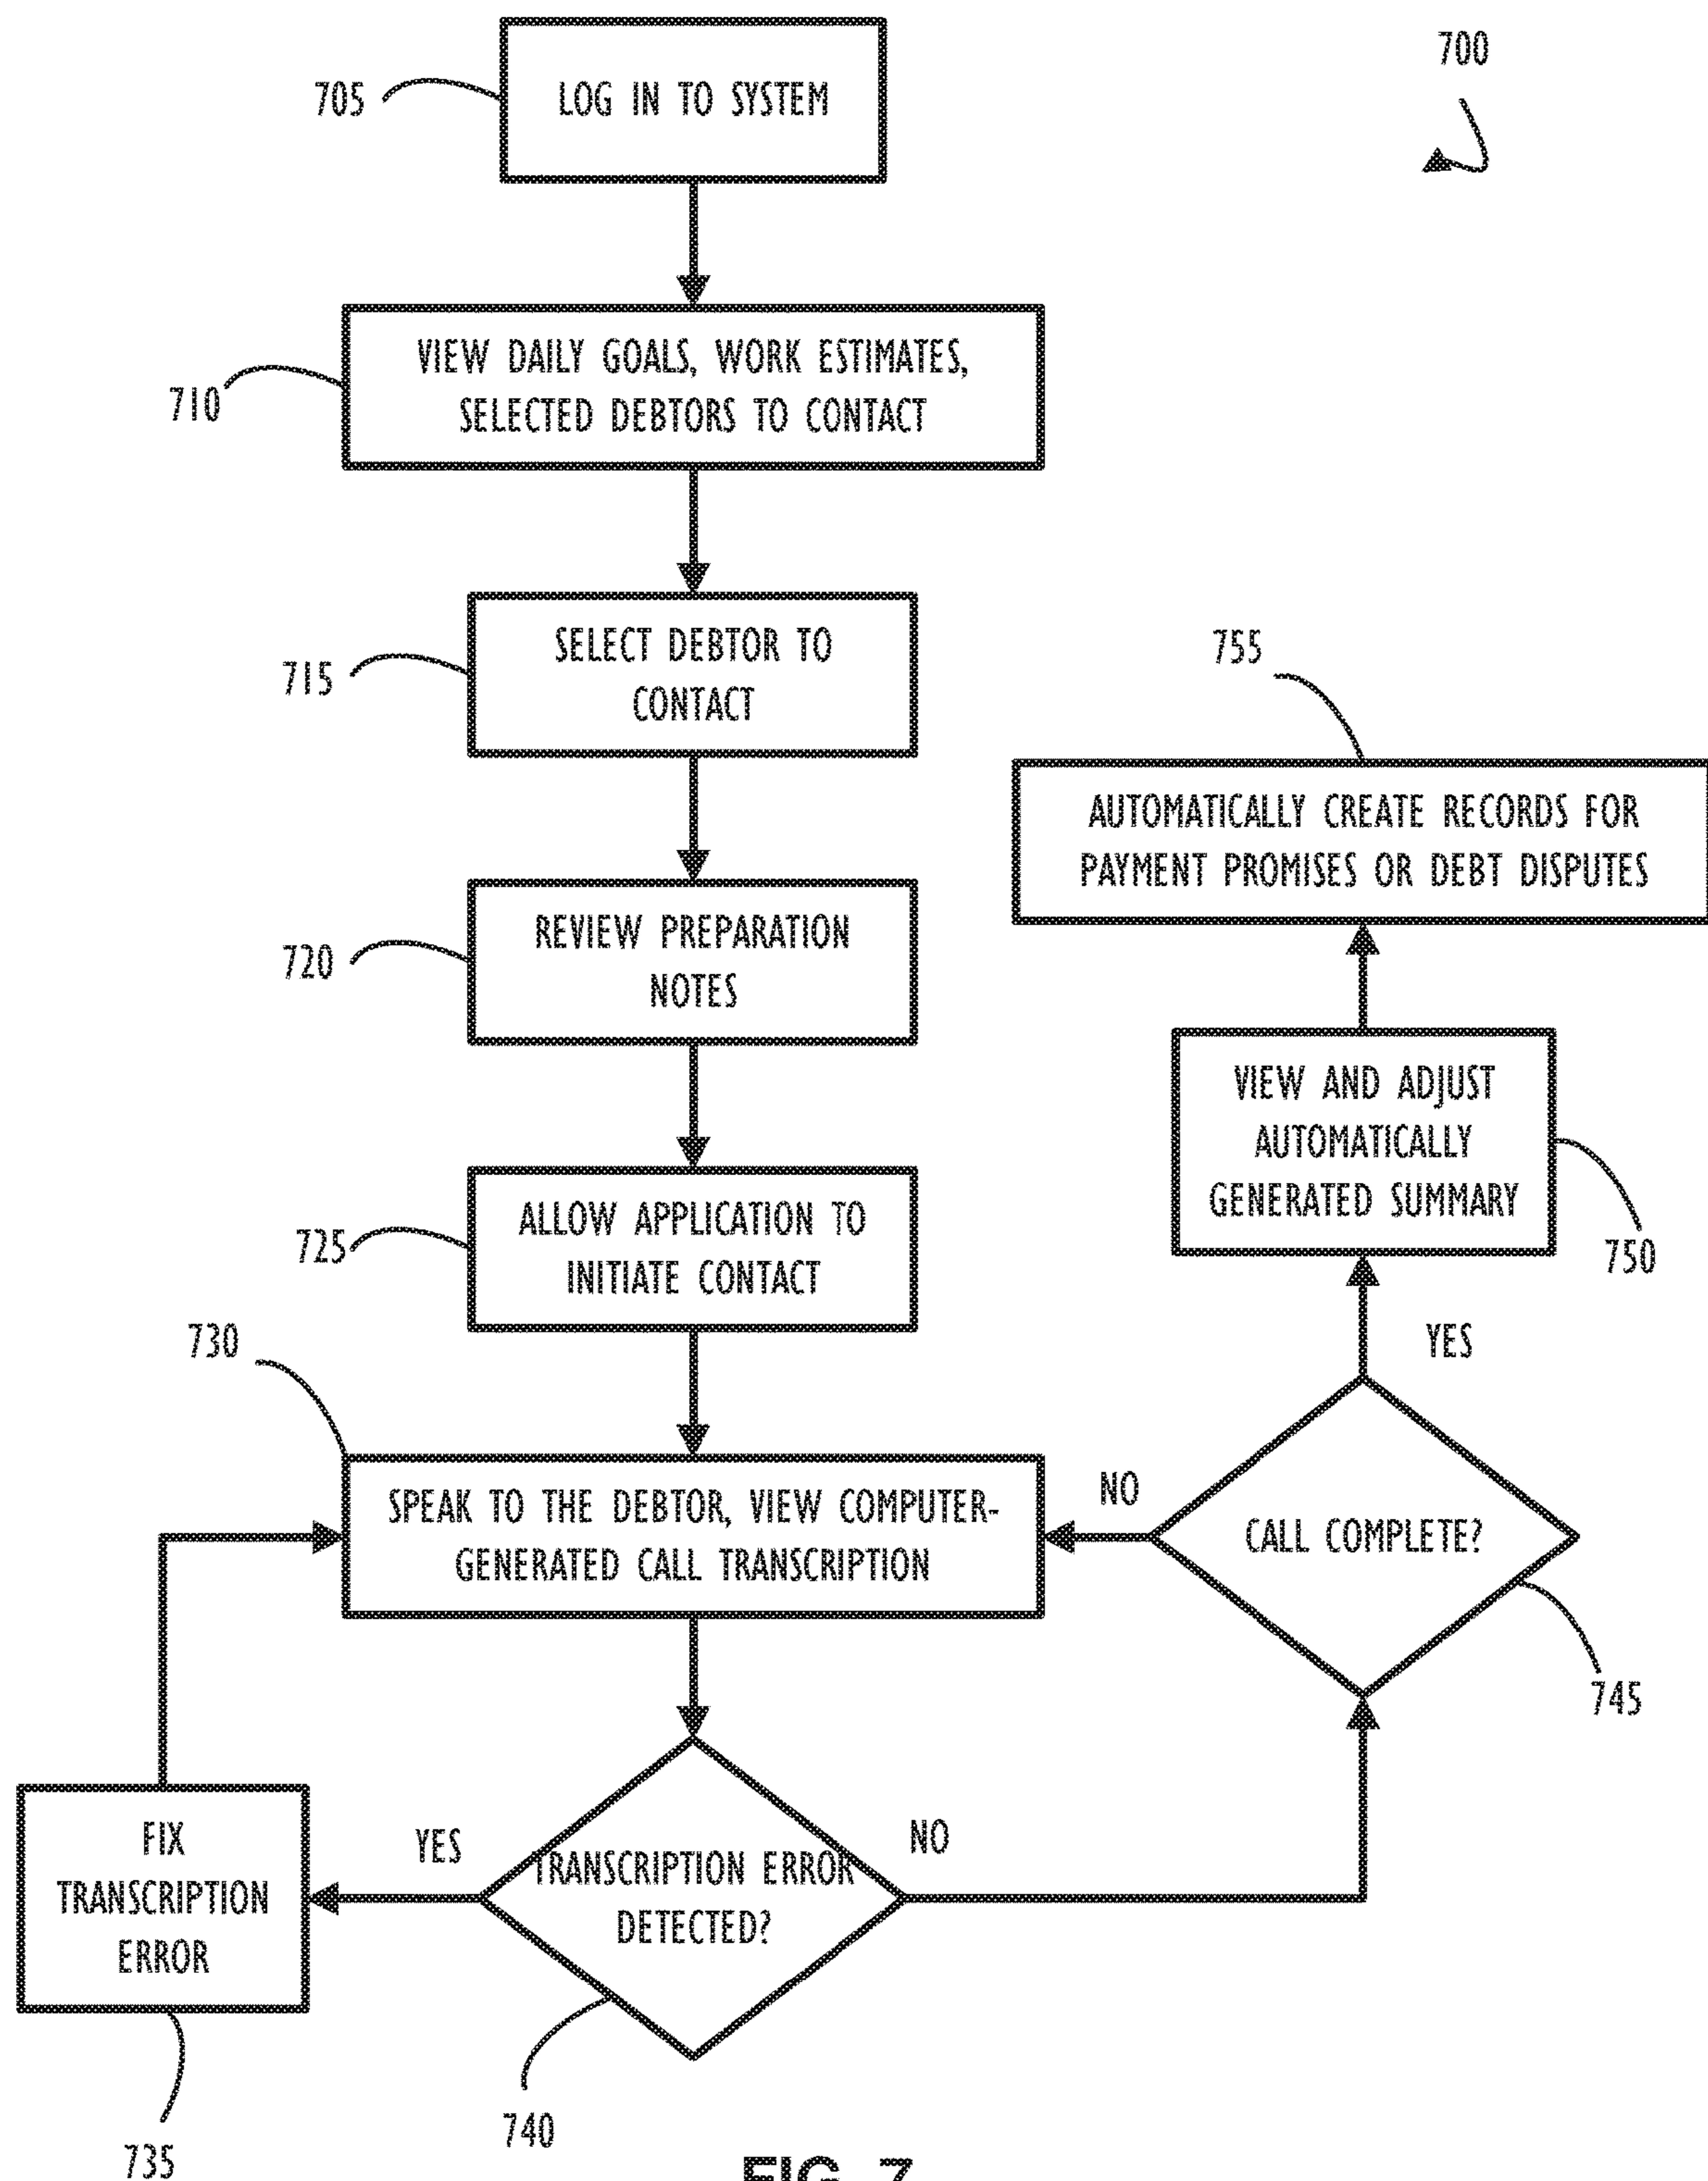 700
705
LOG IN TO SYSTEM
710
VIEW DAILY GOALS, WORK ESTIMATES,
SELECTED DEBTORS TO CONTACT
715
SELECT DEBTOR TO
CONTACT
720
REVIEW PREPARATION
NOTES
725
ALLOW APPLICATION TO
INITIATE CONTACT
730
SPEAK TO THE DEBTOR, VIEW COMPUTER-
GENERATED CALL TRANSCRIPTION
TRANSCRIPTION ERROR
DETECTED?
740
YES
FIX
TRANSCRIPTION
ERROR
735
NO
CALL COMPLETE?
745
NO
YES
VIEW AND ADJUST
AUTOMATICALLY
GENERATED SUMMARY
750
755
AUTOMATICALLY CREATE RECORDS FOR
PAYMENT PROMISES OR DEBT DISPUTES
FIG. 7